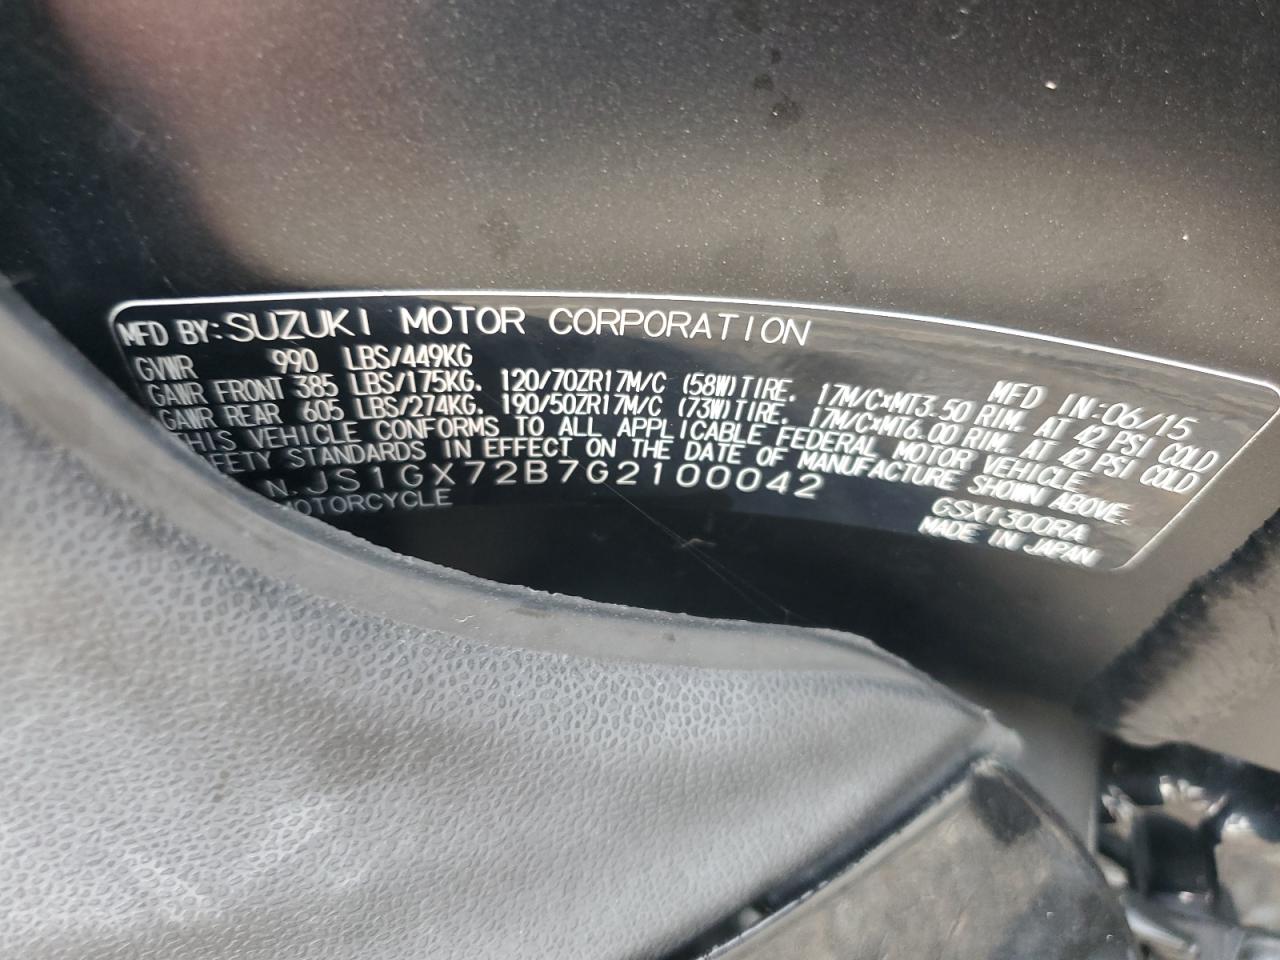 MFD BY: SUZUKI MOTOR CORPORATION
GVWR 990 LBS/449KG MFD IN:06/15
GAWR FRONT 385 LBS/175KG. 120/70ZR17M/C (58W)TIRE. 17M/C×MT3.50 RIM. AT 42 PSI COLD
GAWR REAR 605 LBS/274KG. 190/50ZR17M/C (73W)TIRE. 17M/C×MT6.00 RIM. AT 42 PSI COLD
THIS VEHICLE CONFORMS TO ALL APPLICABLE FEDERAL MOTOR VEHICLE
FETY STANDARDS IN EFFECT ON THE DATE OF MANUFACTURE SHOWN ABOVE.
N. JS1GX72B7G2100042 GSX1300RA
MOTORCYCLE MADE IN JAPAN